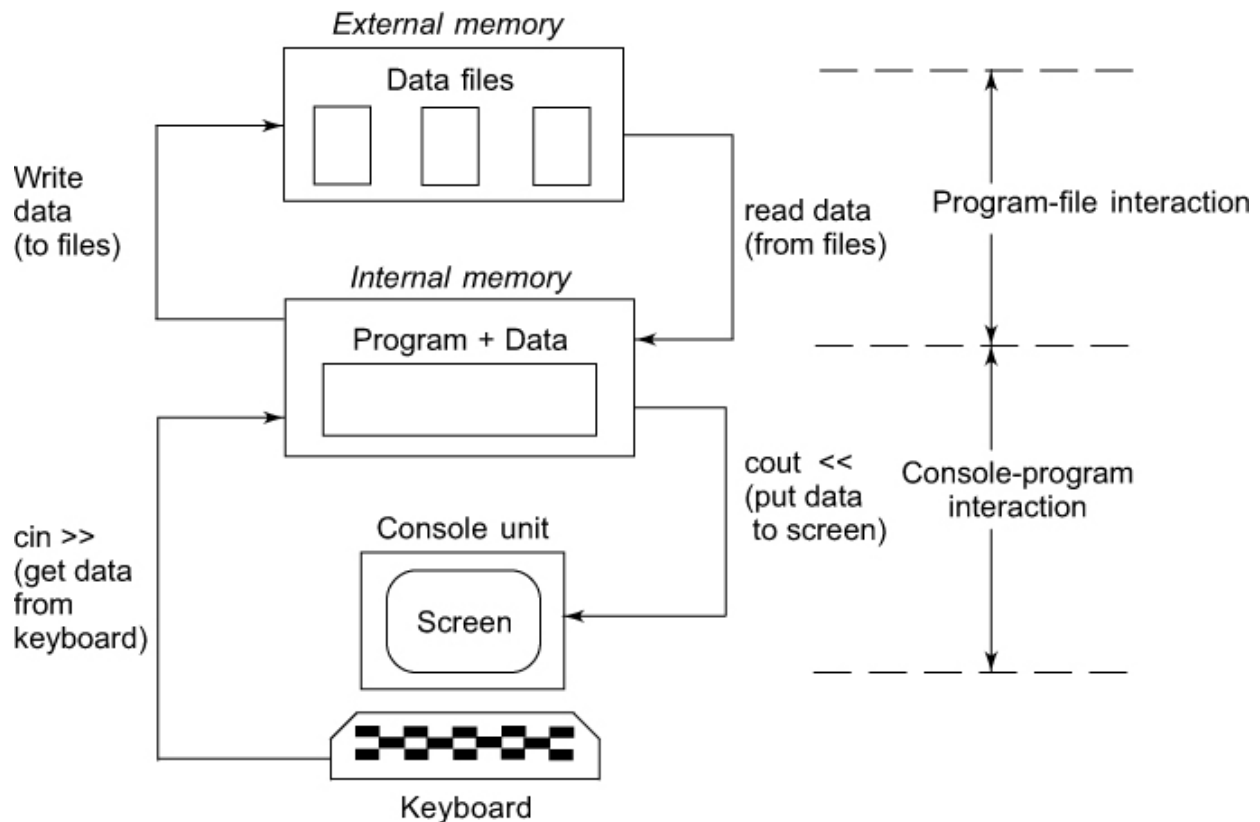 External memory
Data files
Write
data
(to files)
read data
(from files)
Program-file interaction
Internal memory
Program + Data
cout <<
(put data
to screen)
Console-program
interaction
cin >>
(get data
from
keyboard)
Console unit
Screen
Keyboard